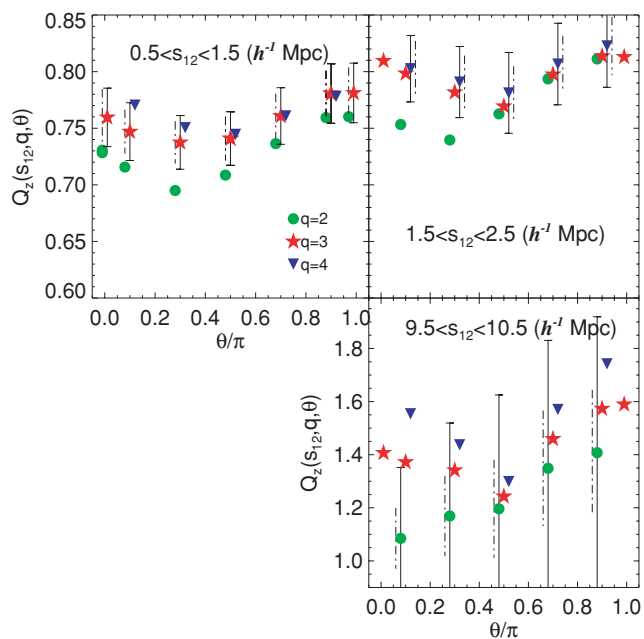 0.5<s₁₂<1.5 (h⁻¹ Mpc)
0.85
0.80
0.75
0.70
0.65
0.60
Q_z(s₁₂,q,θ)
q=2
q=3
q=4
0.0 0.2 0.4 0.6 0.8 1.0
θ/π
1.5<s₁₂<2.5 (h⁻¹ Mpc)
9.5<s₁₂<10.5 (h⁻¹ Mpc)
1.8
1.6
1.4
1.2
1.0
Q_z(s₁₂,q,θ)
0.0 0.2 0.4 0.6 0.8 1.0
θ/π